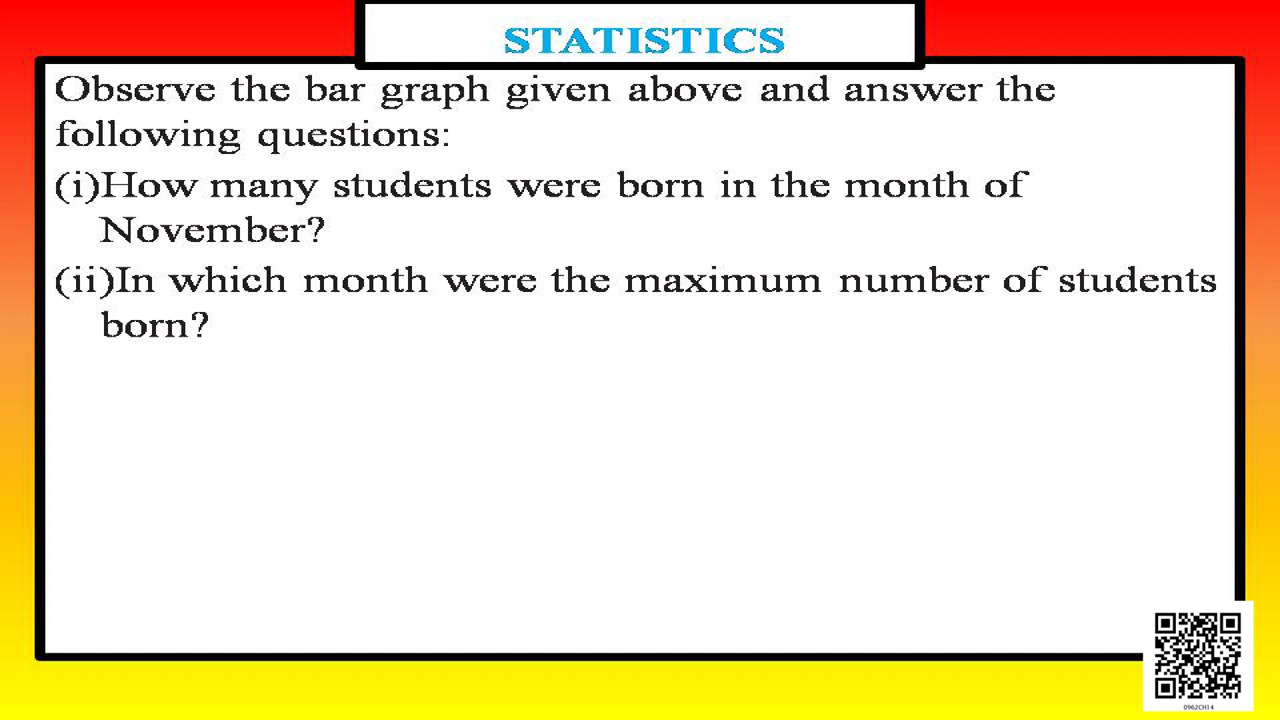 STATISTICS
Observe the bar graph given above and answer the
following questions:
(i)How many students were born in the month of
November?
(ii)In which month were the maximum number of students
born?
0962CH14